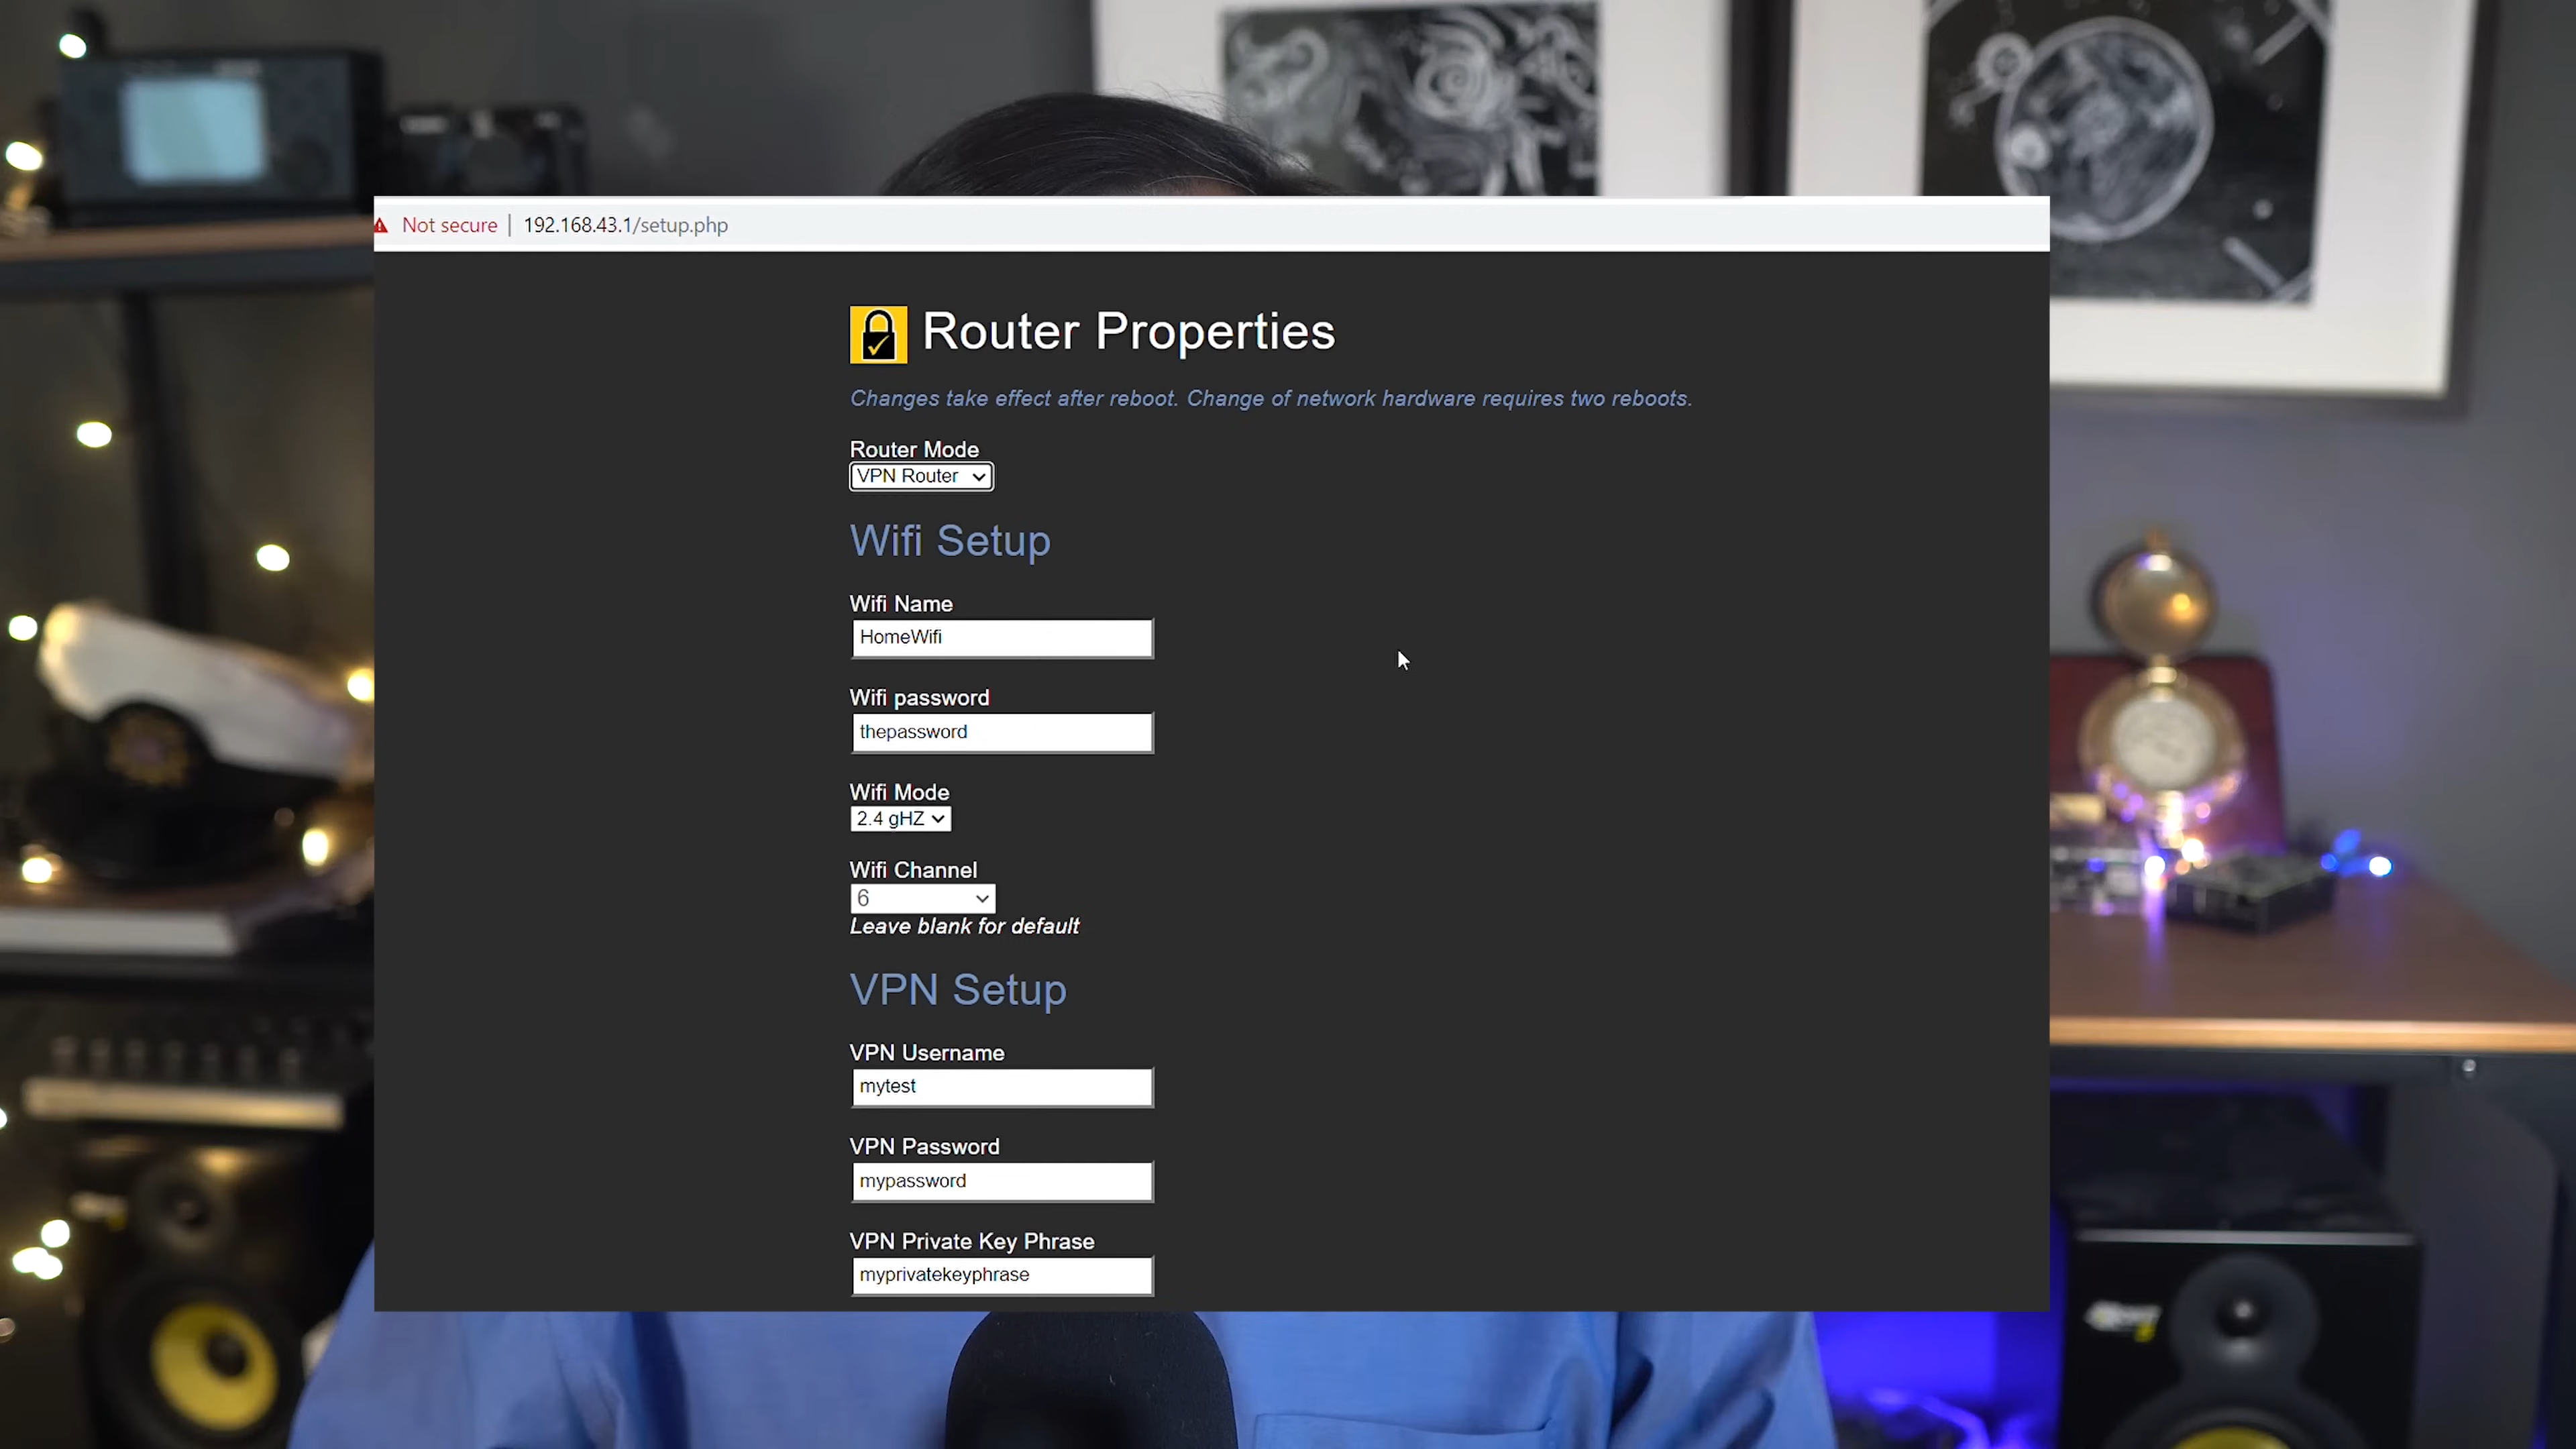 Not secure | 192.168.43.1/setup.php
Router Properties
Changes take effect after reboot. Change of network hardware requires two reboots.
Router Mode
VPN Router
Wifi Setup
Wifi Name
HomeWifi
Wifi password
thepassword
Wifi Mode
2.4 gHZ
Wifi Channel
6
Leave blank for default
VPN Setup
VPN Username
mytest
VPN Password
mypassword
VPN Private Key Phrase
myprivatekeyphrase